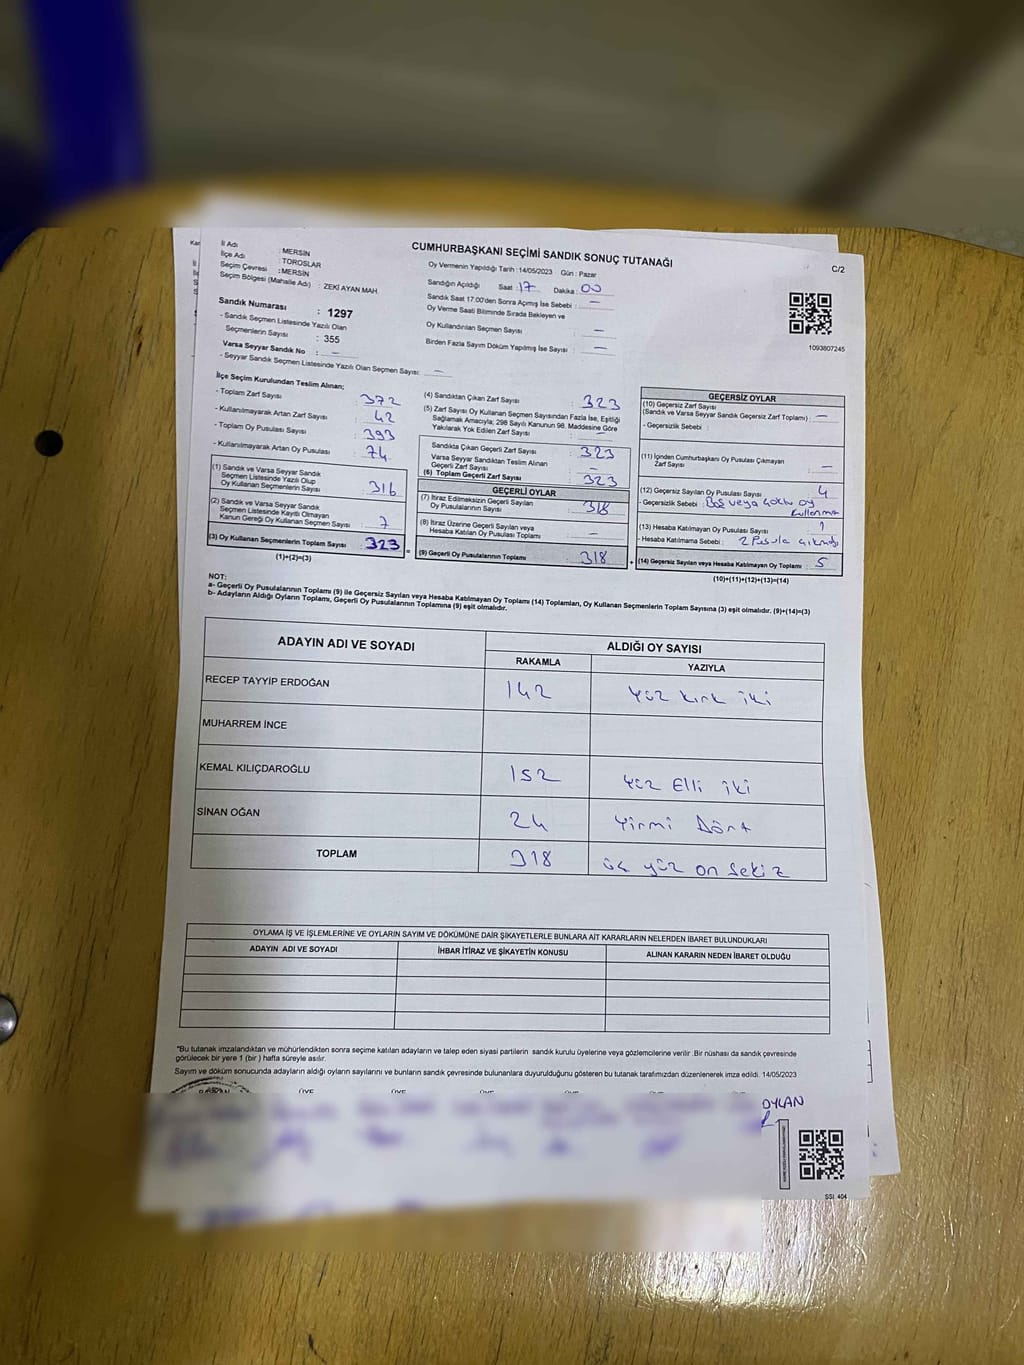 CUMHURBAŞKANI SEÇİMİ SANDIK SONUÇ TUTANAĞI
C/2
İl Adı : MERSİN
İlçe Adı : TOROSLAR
Seçim Çevresi : MERSİN
Seçim Bölgesi (Mahalle Adı) : ZEKİ AYAN MAH.
Sandık Numarası : 1297
- Sandık Seçmen Listesinde Yazılı Olan
Seçmenlerin Sayısı : 355
Varsa Seyyar Sandık No : —
- Seyyar Sandık Seçmen Listesinde Yazılı Olan Seçmen Sayısı: —
Oy Vermenin Yapıldığı Tarih :14/05/2023 Gün : Pazar
Sandığın Açıldığı Saat : 17 Dakika : 00
Sandık Saat 17:00'den Sonra Açımış İse Sebebi : —
Oy Verme Saati Bitiminde Sırada Bekleyen ve
Oy Kullandırılan Seçmen Sayısı : —
Birden Fazla Sayım Döküm Yapılmış İse Sayısı : —
1093807245
İlçe Seçim Kurulundan Teslim Alınan;
- Toplam Zarf Sayısı : 372
- Kullanılmayarak Artan Zarf Sayısı : 42
- Toplam Oy Pusulası Sayısı : 393
- Kullanılmayarak Artan Oy Pusulası : 74
(1) Sandık ve Varsa Seyyar Sandık
Seçmen Listesinde Yazılı Olup
Oy Kullanan Seçmenlerin Sayısı : 316
(2) Sandık ve Varsa Seyyar Sandık
Seçmen Listesinde Kayıtlı Olmayan
Kanun Gereği Oy Kullanan Seçmen Sayısı : 7
(3) Oy Kullanan Seçmenlerin Toplam Sayısı : 323
(1)+(2)=(3)
(4) Sandıktan Çıkan Zarf Sayısı : 323
(5) Zarf Sayısı Oy Kullanan Seçmen Sayısından Fazla İse, Eşitliği
Sağlamak Amacıyla; 298 Sayılı Kanunun 98. Maddesine Göre
Yakılarak Yok Edilen Zarf Sayısı : —
Sandıkta Çıkan Geçerli Zarf Sayısı : 323
Varsa Seyyar Sandıktan Teslim Alınan
Geçerli Zarf Sayısı : —
(6) Toplam Geçerli Zarf Sayısı : 323
GEÇERLİ OYLAR
(7) İtiraz Edilmeksizin Geçerli Sayılan
Oy Pusulalarının Sayısı : 318
(8) İtiraz Üzerine Geçerli Sayılan veya
Hesaba Katılan Oy Pusulası Toplamı : —
(9) Geçerli Oy Pusulalarının Toplamı : 318
GEÇERSİZ OYLAR
(10) Geçersiz Zarf Sayısı
(Sandık ve Varsa Seyyar Sandık Geçersiz Zarf Toplamı) : —
- Geçersizlik Sebebi :
(11) İçinden Cumhurbaşkanı Oy Pusulası Çıkmayan
Zarf Sayısı : —
(12) Geçersiz Sayılan Oy Pusulası Sayısı : 4
- Geçersizlik Sebebi : Boş veya çoklu oy
kullanma
(13) Hesaba Katılmayan Oy Pusulası Sayısı : 1
- Hesaba Katılmama Sebebi : 2 Pusula
(14) Geçersiz Sayılan veya Hesaba Katılmayan Oy Toplamı : 5
(10)+(11)+(12)+(13)=(14)
NOT:
a- Geçerli Oy Pusulalarının Toplamı (9) ile Geçersiz Sayılan veya Hesaba Katılmayan Oy Toplamı (14) Toplamları, Oy Kullanan Seçmenlerin Toplam Sayısına (3) eşit olmalıdır. (9)+(14)=(3)
b- Adayların Aldığı Oyların Toplamı, Geçerli Oy Pusulalarının Toplamına (9) eşit olmalıdır.
ADAYIN ADI VE SOYADI ALDIĞI OY SAYISI
RAKAMLA YAZIYLA
RECEP TAYYİP ERDOĞAN 142 Yüz kırk iki
MUHARREM İNCE
KEMAL KILIÇDAROĞLU 152 Yüz Elli iki
SİNAN OĞAN 24 Yirmi Dört
TOPLAM 318 üç yüz on sekiz
OYLAMA İŞ VE İŞLEMLERİNE VE OYLARIN SAYIM VE DÖKÜMÜNE DAİR ŞİKAYETLERLE BUNLARA AİT KARARLARIN NELERDEN İBARET BULUNDUKLARI
ADAYIN ADI VE SOYADI İHBAR İTİRAZ VE ŞİKAYETİN KONUSU ALINAN KARARIN NEDEN İBARET OLDUĞU
*Bu tutanak imzalandıktan ve mühürlendikten sonra seçime katılan adayların ve talep eden siyasi partilerin sandık kurulu üyelerine veya gözlemcilerine verilir .Bir nüshası da sandık çevresinde
görülecek bir yere 1 (bir ) hafta süreyle asılır.
Sayım ve döküm sonucunda adayların aldığı oyların sayılarını ve bunların sandık çevresinde bulunanlara duyurulduğunu gösteren bu tutanak tarafımızdan düzenlenerek imza edildi. 14/05/2023
ÜYE ÜYE
OYLAN
SSİ 404